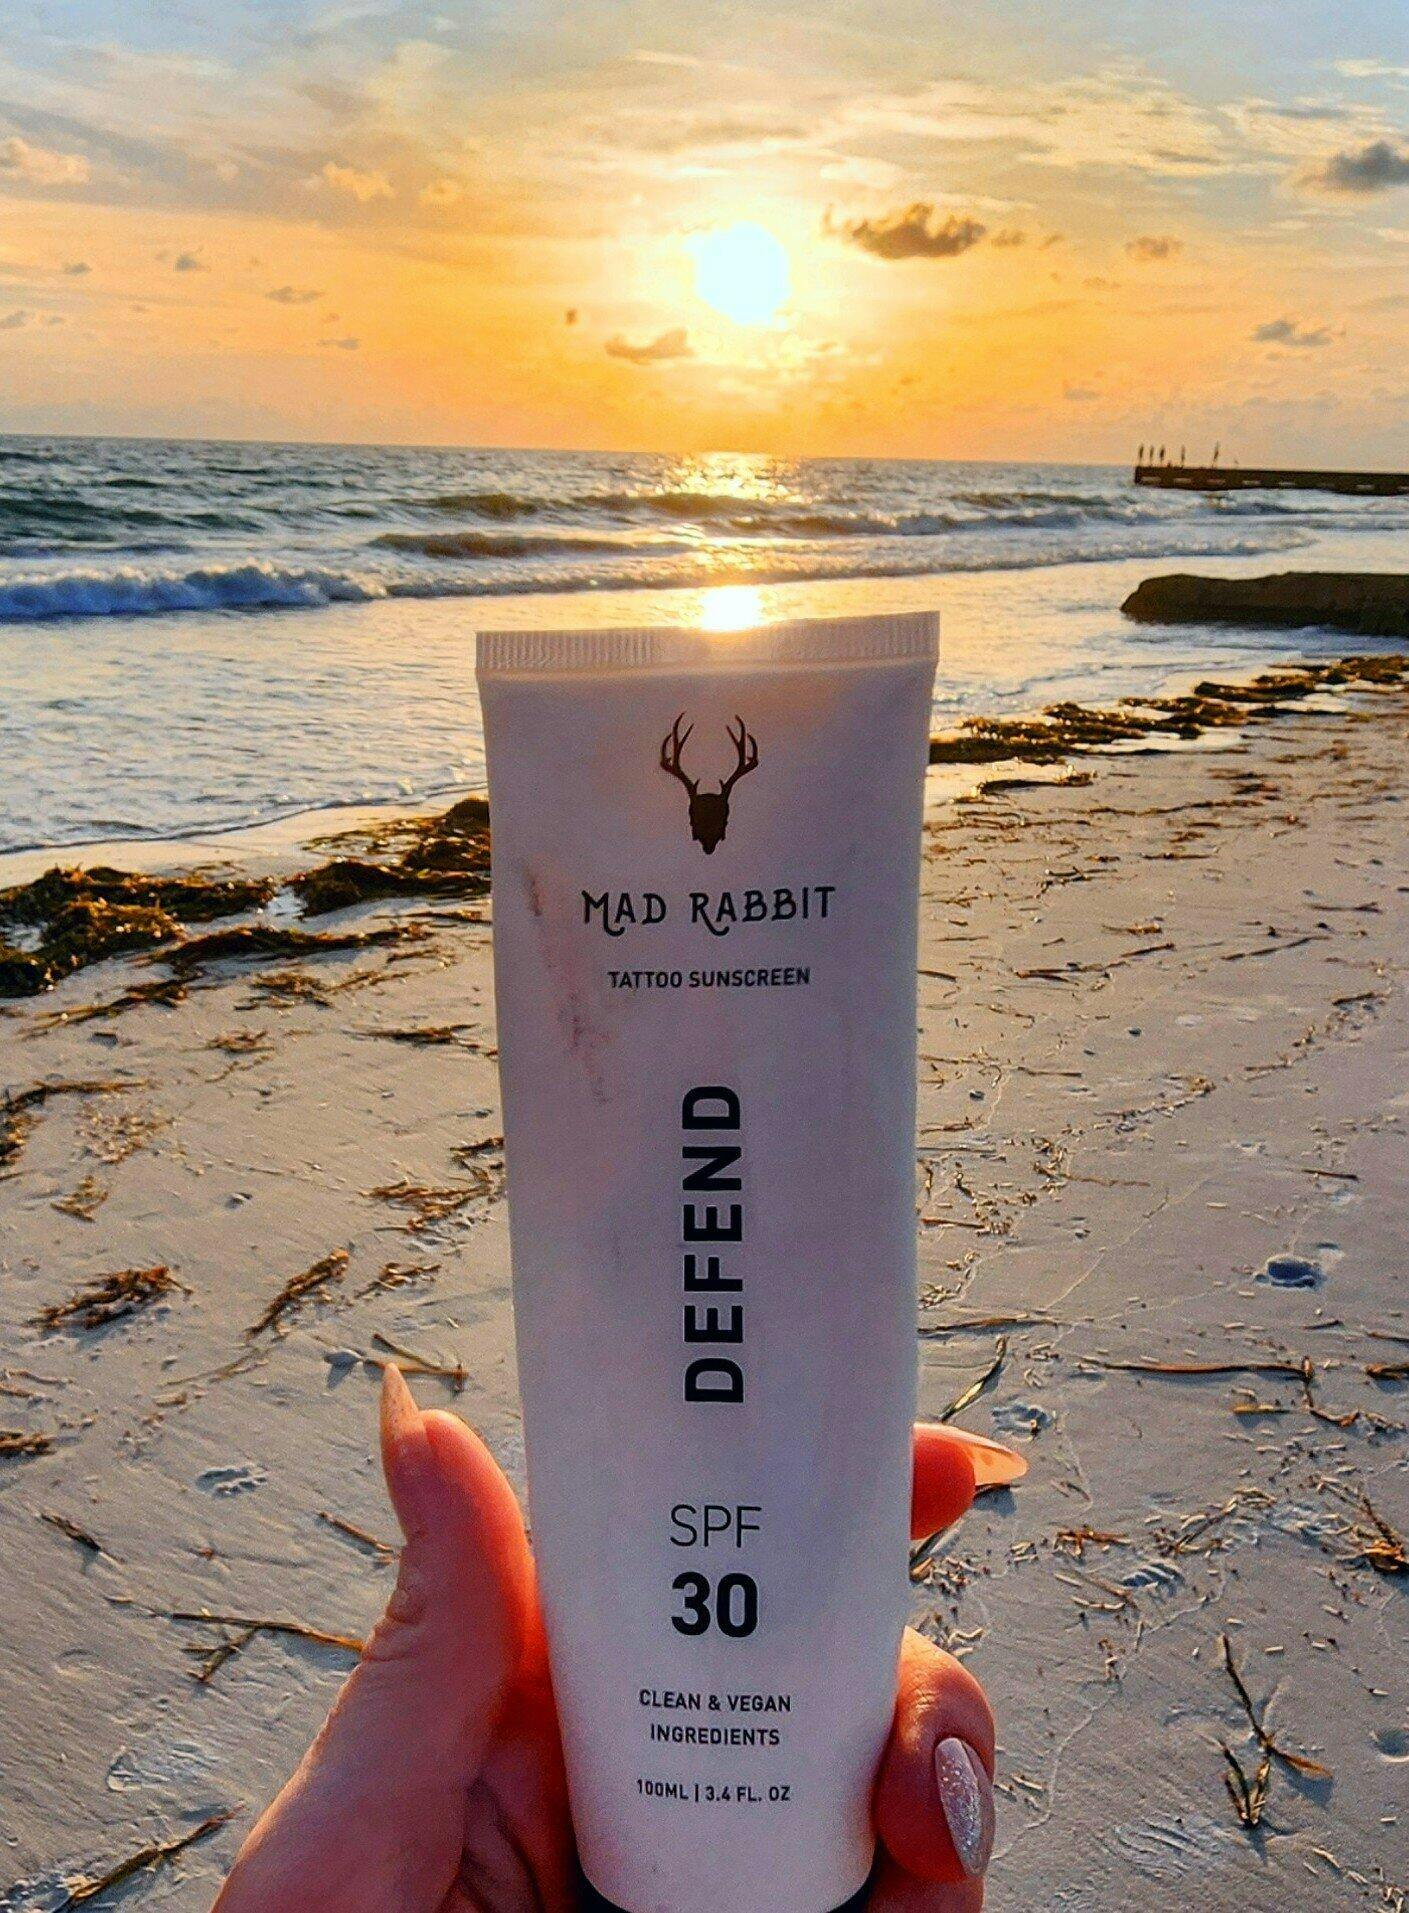 MAD RABBIT
TATTOO SUNSCREEN
DEFEND
SPF
30
CLEAN & VEGAN
INGREDIENTS
100ML | 3.4 FL. OZ